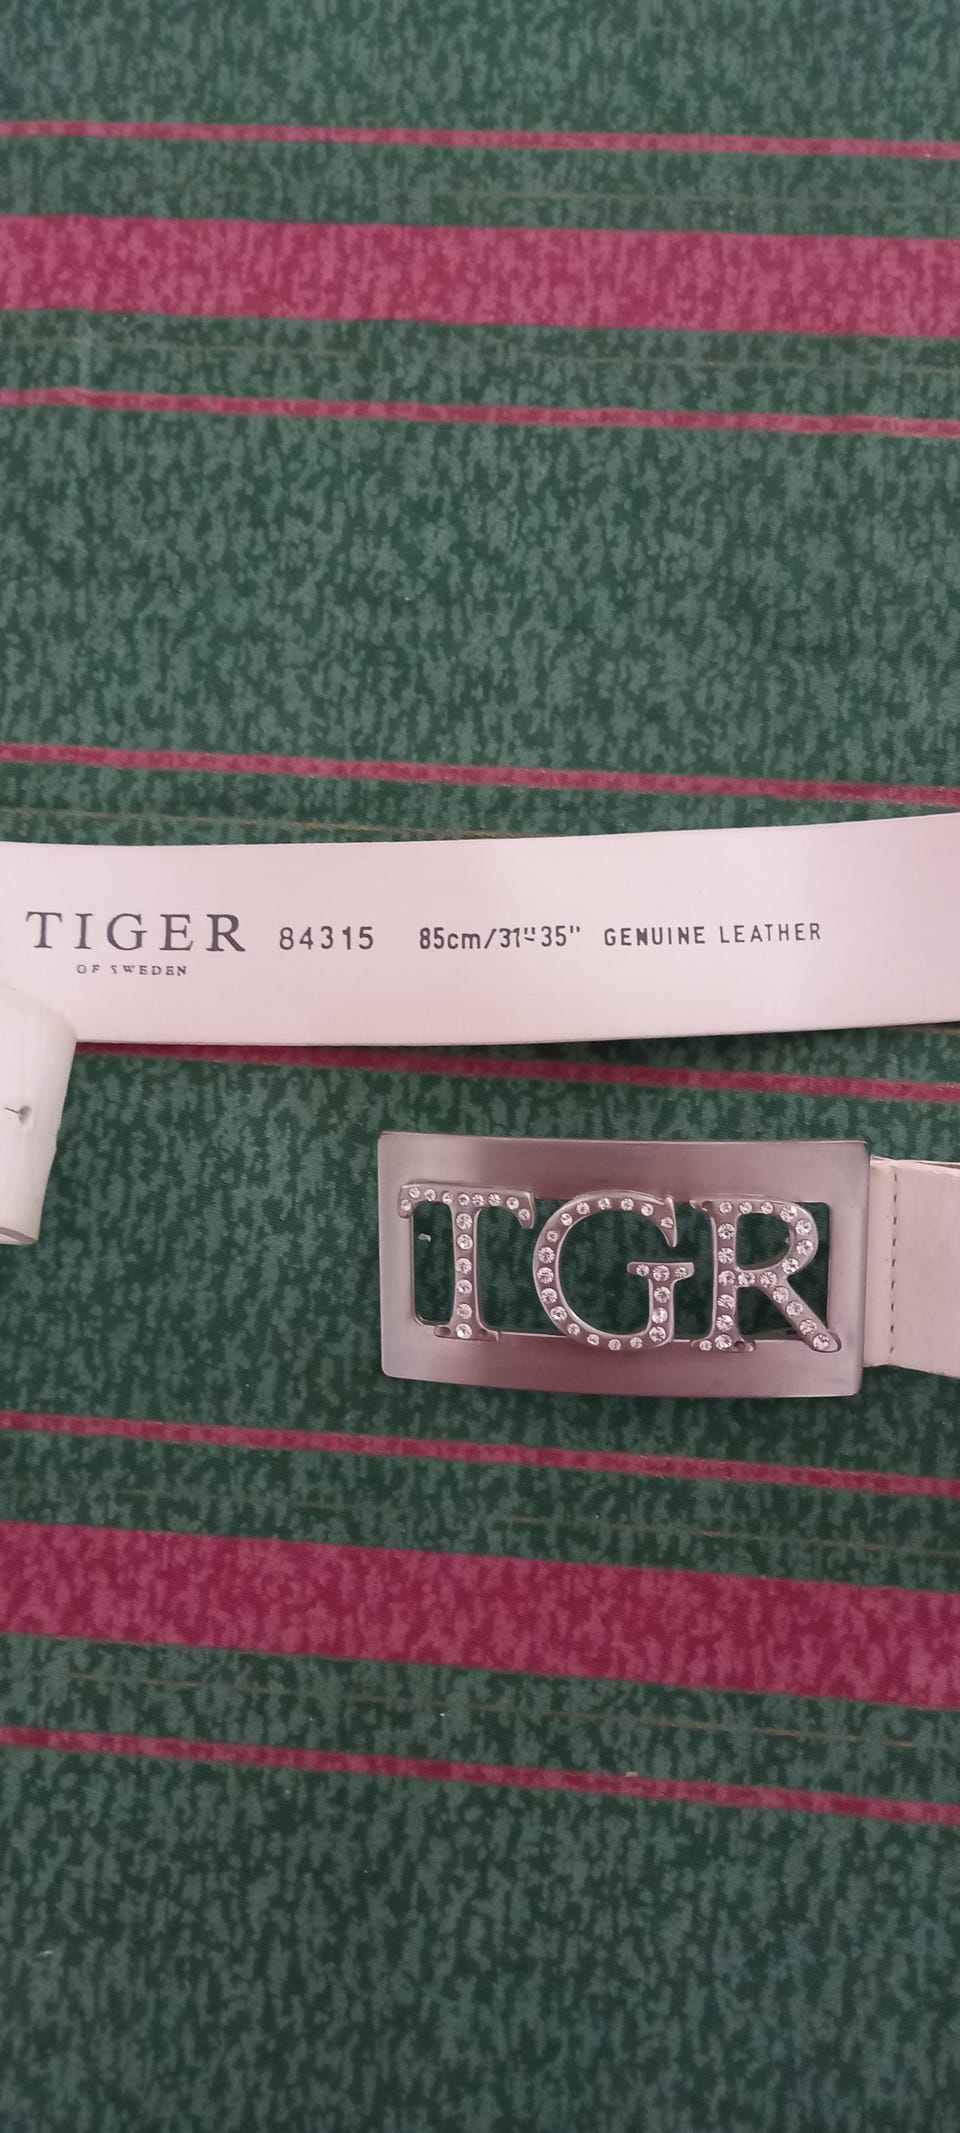 TIGER 84315 85cm/31"-35" GENUINE LEATHER
OF SWEDEN
TGR